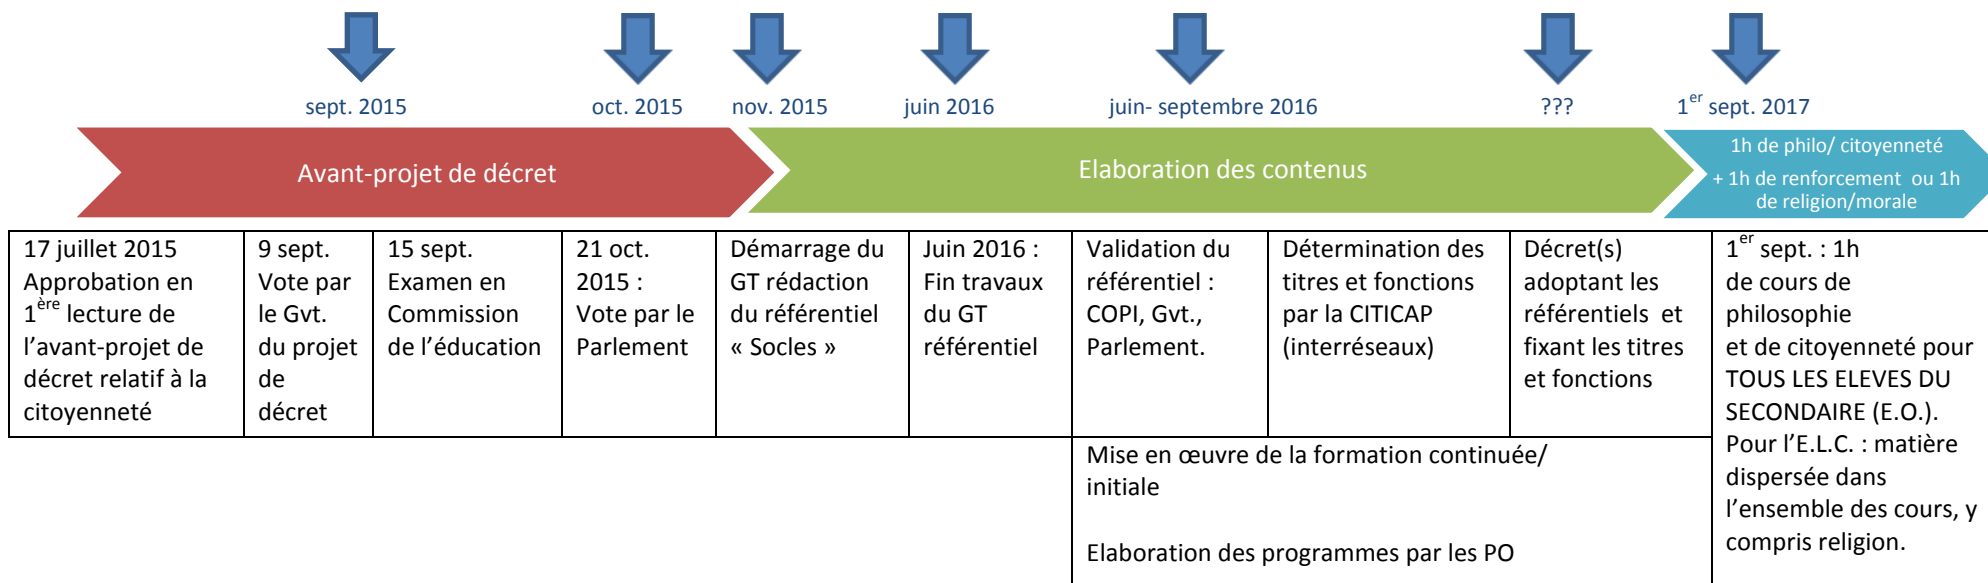 sept. 2015
oct. 2015
nov. 2015
juin 2016
juin- septembre 2016
???
1er sept. 2017
Avant-projet de décret
Elaboration des contenus
1h de philo/ citoyenneté
+ 1h de renforcement ou 1h
de religion/morale
17 juillet 2015
Approbation en
1ère lecture de
l’avant-projet de
décret relatif à la
citoyenneté
9 sept.
Vote par
le Gvt.
du projet
de
décret
15 sept.
Examen en
Commission
de l’éducation
21 oct.
2015 :
Vote par le
Parlement
Démarrage du
GT rédaction
du référentiel
« Socles »
Juin 2016 :
Fin travaux
du GT
référentiel
Validation du
référentiel :
COPI, Gvt.,
Parlement.
Détermination des
titres et fonctions
par la CITICAP
(interréseaux)
Décret(s)
adoptant les
référentiels et
fixant les titres
et fonctions
1er sept. : 1h
de cours de
philosophie
et de citoyenneté pour
TOUS LES ELEVES DU
SECONDAIRE (E.O.).
Pour l’E.L.C. : matière
dispersée dans
l’ensemble des cours, y
compris religion.
Mise en œuvre de la formation continuée/
initiale
Elaboration des programmes par les PO